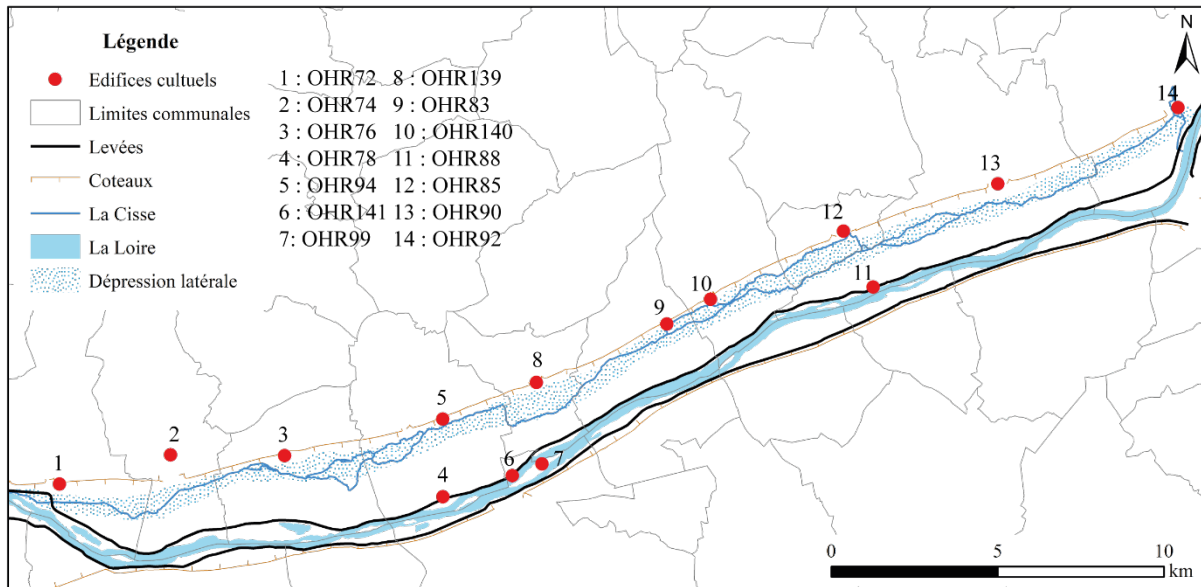 Légende
Edifices cultuels
Limites communales
Levées
Coteaux
La Cisse
La Loire
Dépression latérale
1 : OHR72 8 : OHR139
2 : OHR74 9 : OHR83
3 : OHR76 10 : OHR140
4 : OHR78 11 : OHR88
5 : OHR94 12 : OHR85
6 : OHR141 13 : OHR90
7: OHR99 14 : OHR92
N
14
13
12
11
10
9
8
5
2
3
1
6
7
4
0 5 10
km